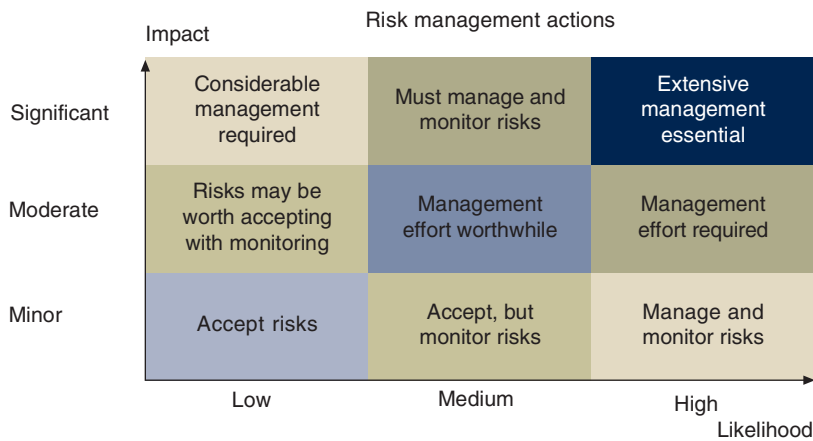 Risk management actions
Impact
Significant
Considerable
management
required
Must manage and
monitor risks
Extensive
management
essential
Moderate
Risks may be
worth accepting
with monitoring
Management
effort worthwhile
Management
effort required
Minor
Accept risks
Accept, but
monitor risks
Manage and
monitor risks
Low
Medium
High
Likelihood